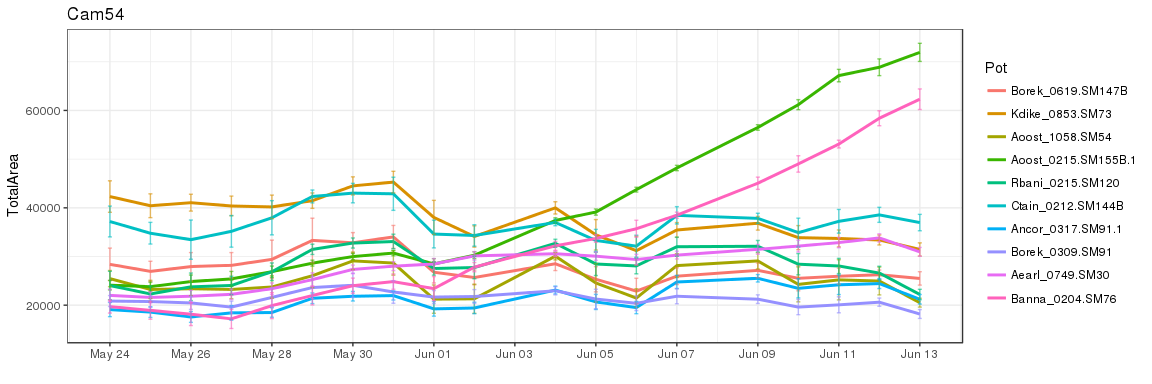 Cam54
TotalArea
60000
40000
20000
May 24
May 26
May 28
May 30
Jun 01
Jun 03
Jun 05
Jun 07
Jun 09
Jun 11
Jun 13
Pot
Borek_0619.SM147B
Kdike_0853.SM73
Aoost_1058.SM54
Aoost_0215.SM155B.1
Rbani_0215.SM120
Ctain_0212.SM144B
Ancor_0317.SM91.1
Borek_0309.SM91
Aearl_0749.SM30
Banna_0204.SM76